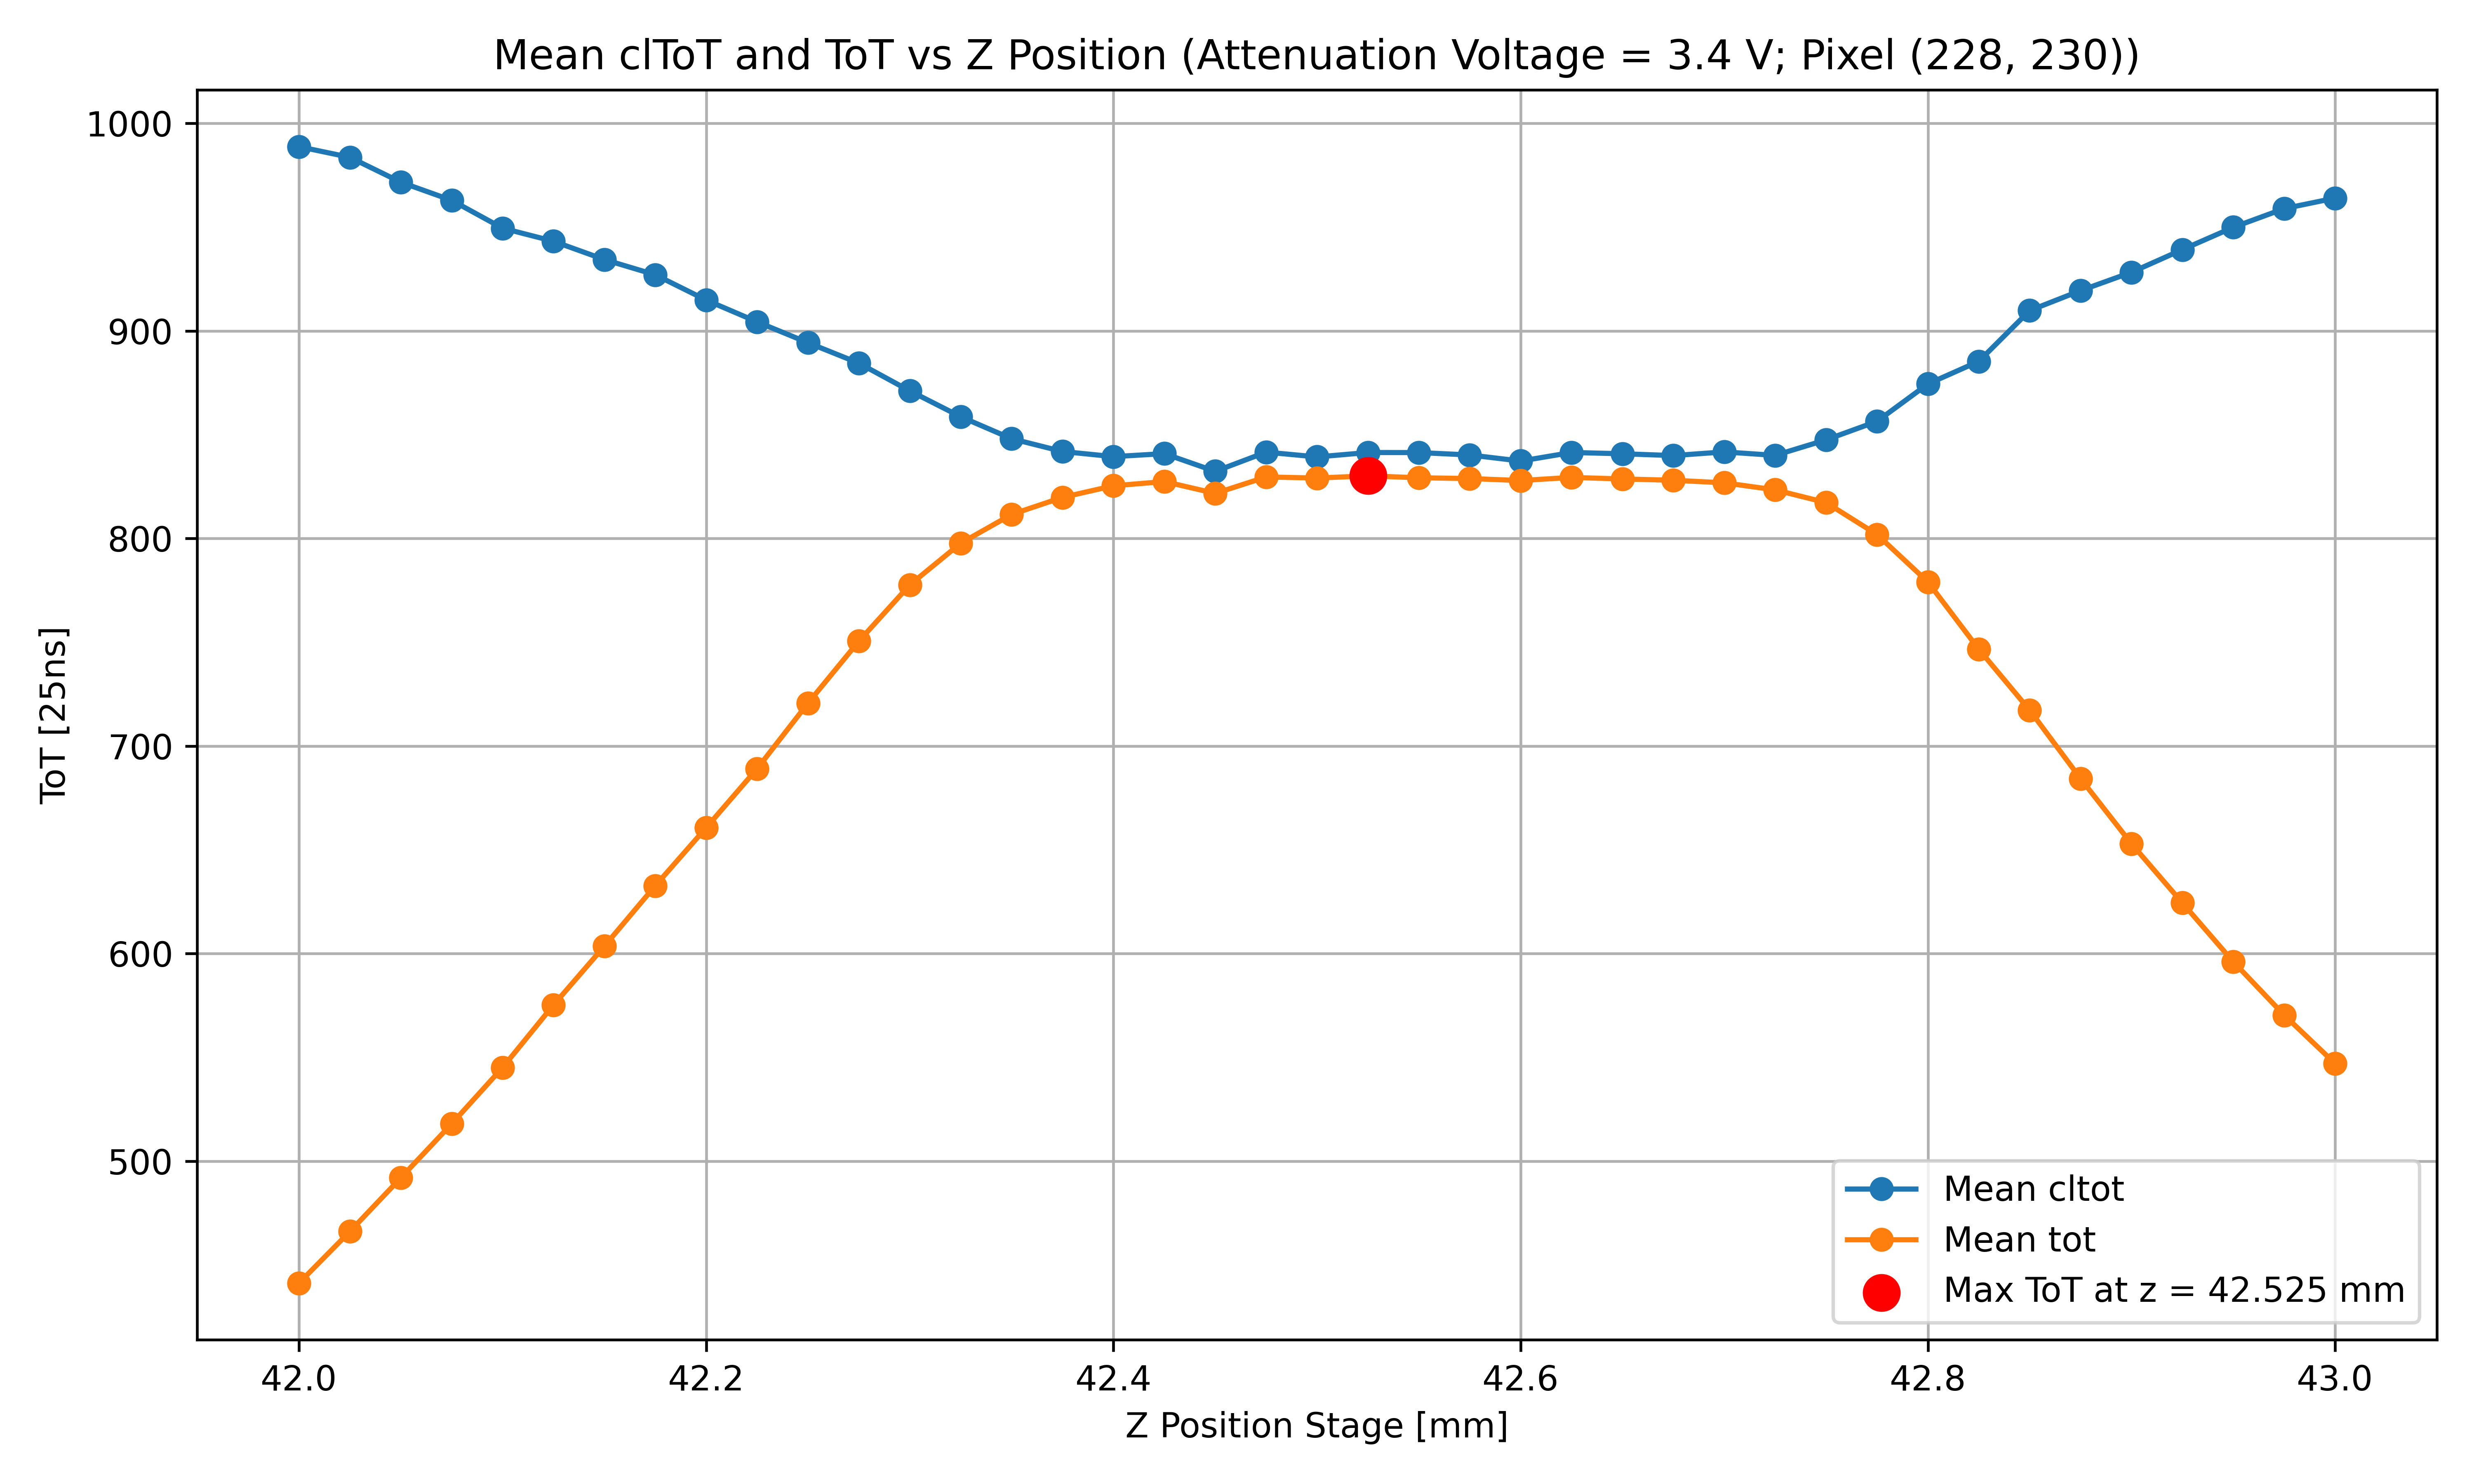 Mean clToT and ToT vs Z Position (Attenuation Voltage = 3.4 V; Pixel (228, 230))
1000
900
800
700
600
500
ToT [25ns]
42.0
42.2
42.4
42.6
42.8
43.0
Z Position Stage [mm]
Mean cltot
Mean tot
Max ToT at z = 42.525 mm